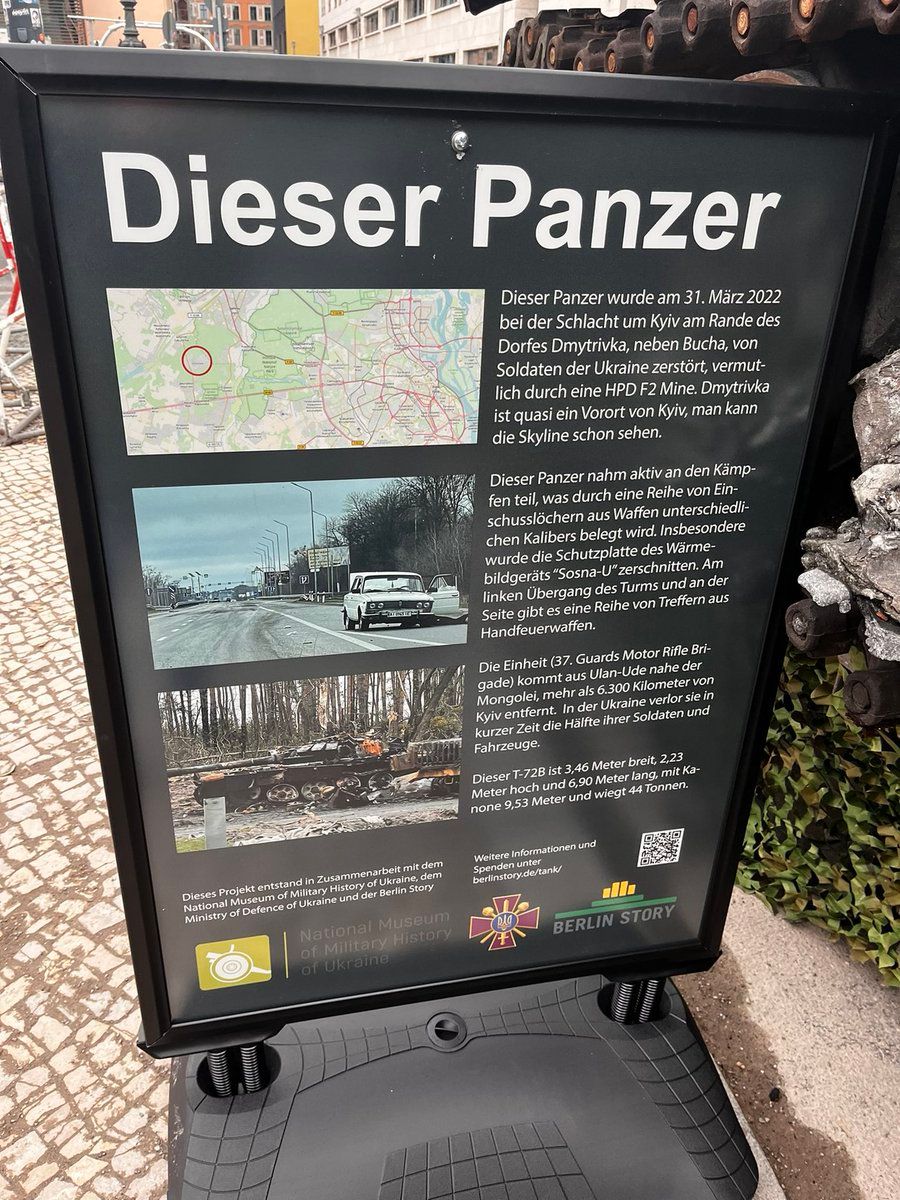 Dieser Panzer
Dieser Panzer wurde am 31. März 2022
bei der Schlacht um Kyiv am Rande des
Dorfes Dmytrivka, neben Bucha, von
Soldaten der Ukraine zerstört, vermut-
lich durch eine HPD F2 Mine. Dmytrivka
ist quasi ein Vorort von Kyiv, man kann
die Skyline schon sehen.
Dieser Panzer nahm aktiv an den Kämp-
fen teil, was durch eine Reihe von Ein-
schusslöchern aus Waffen unterschiedli-
chen Kalibers belegt wird. Insbesondere
wurde die Schutzplatte des Wärme-
bildgeräts "Sosna-U" zerschnitten. Am
linken Übergang des Turms und an der
Seite gibt es eine Reihe von Treffern aus
Handfeuerwaffen.
Die Einheit (37. Guards Motor Rifle Bri-
gade) kommt aus Ulan-Ude nahe der
Mongolei, mehr als 6.300 Kilometer von
Kyiv entfernt. In der Ukraine verlor sie in
kurzer Zeit die Hälfte ihrer Soldaten und
Fahrzeuge.
Dieser T-72B ist 3,46 Meter breit, 2,23
Meter hoch und 6,90 Meter lang, mit Ka-
none 9,53 Meter und wiegt 44 Tonnen.
Dieses Projekt entstand in Zusammenarbeit mit dem
National Museum of Military History of Ukraine, dem
Ministry of Defence of Ukraine und der Berlin Story
Weitere Informationen und
Spenden unter
berlinstory.de/tank/
National Museum
of Military History
of Ukraine
BERLIN STORY